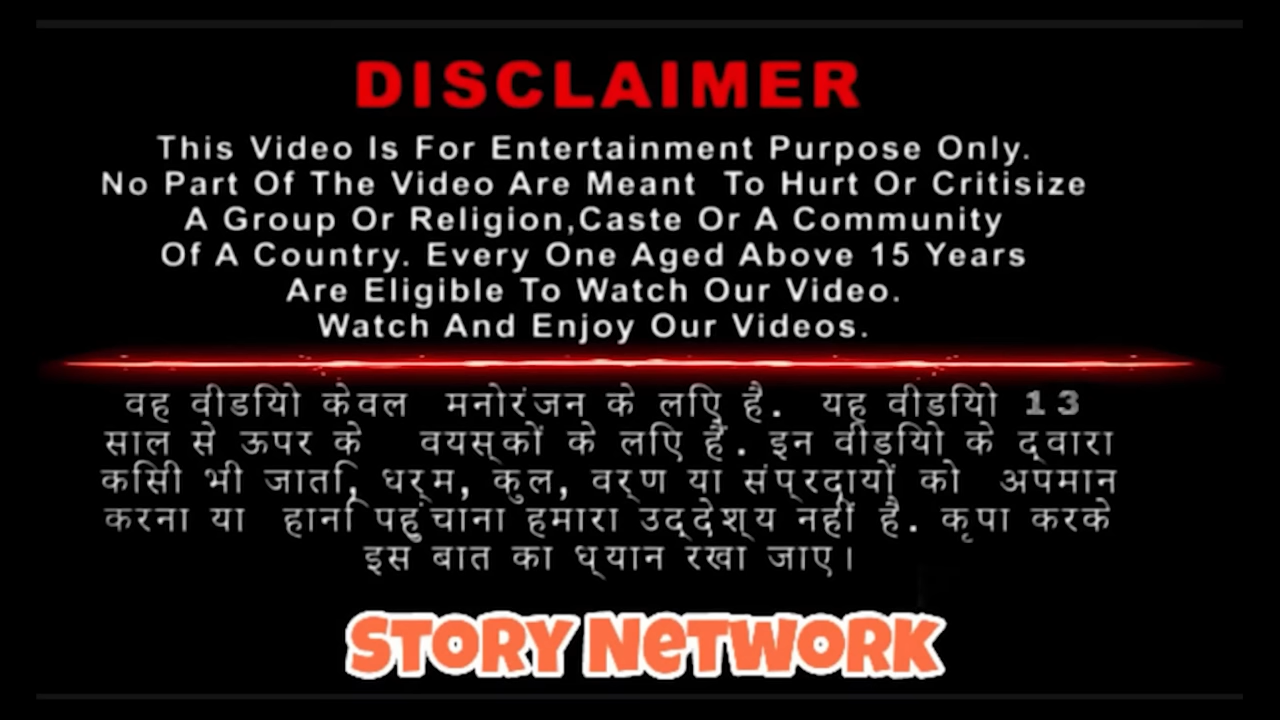 DISCLAIMER
This Video Is For Entertainment Purpose Only.
No Part Of The Video Are Meant To Hurt Or Critisize
A Group Or Religion,Caste Or A Community
Of A Country. Every One Aged Above 15 Years
Are Eligible To Watch Our Video.
Watch And Enjoy Our Videos.
वह वीडियो केवल मनोरंजन के लिए है. यह वीडियो 13
साल से ऊपर के वयस्कों के लिए हैं. इन वीडियो के द्वारा
किसी भी जाति, धर्म, कुल, वर्ण या संप्रदायों को अपमान
करना या हानि पहुंचाना हमारा उद्देश्य नहीं है. कृपा करके
इस बात का ध्यान रखा जाए।
STORY NETWORK